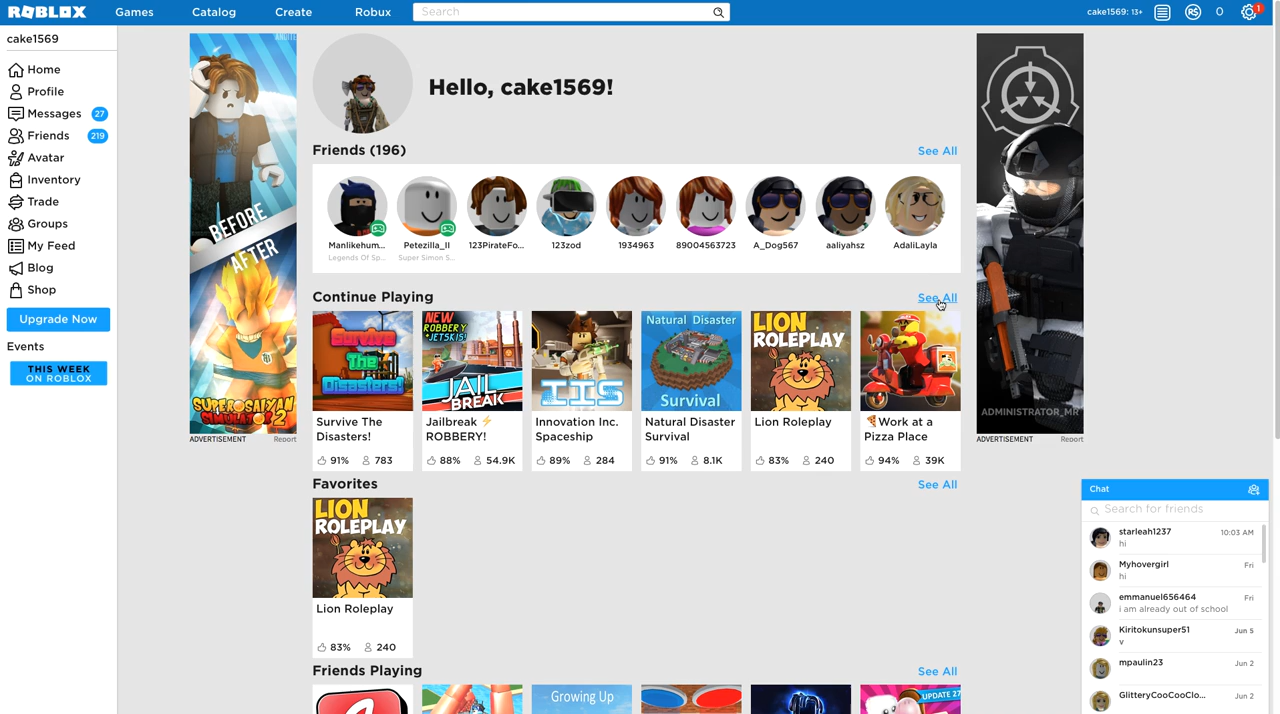 ROBLOX Games Catalog Create Robux Search cake1569: 13+ 0 1
cake1569
Home
Profile
Messages 27
Friends 219
Avatar
Inventory
Trade
Groups
My Feed
Blog
Shop
Upgrade Now
Events
THIS WEEK
ON ROBLOX
BEFORE
AFTER
SUPER SAIYAN
SIMULATOR 2
ADVERTISEMENT Report
Hello, cake1569!
Friends (196) See All
Manlikehum... Petezilla_II 123PirateFo... 123zod 1934963 89004563723 A_Dog567 aaliyahsz AdaliLayla
Legends Of Sp... Super Simon S...
Continue Playing See All
Survive
The
Disasters!
NEW
ROBBERY
+JETSKIS!
JAIL
BREAK
IIS
Natural Disaster
Survival
LION
ROLEPLAY
Survive The
Disasters!
91% 783
Jailbreak ⚡
ROBBERY!
88% 54.9K
Innovation Inc.
Spaceship
89% 284
Natural Disaster
Survival
91% 8.1K
Lion Roleplay
83% 240
🍕Work at a
Pizza Place
94% 39K
Favorites See All
LION
ROLEPLAY
Lion Roleplay
83% 240
Friends Playing See All
Growing Up
UPDATE 27
ADMINISTRATOR_MR
ADVERTISEMENT Report
Chat
Search for friends
starleah1237 10:03 AM
hi
Myhovergirl Fri
hi
emmanuel656464 Fri
i am already out of school
Kiritokunsuper51 Jun 5
v
mpaulin23 Jun 2
GlitteryCooCooClo... Jun 2